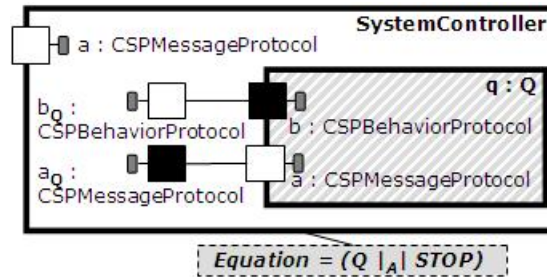 SystemController
a : CSPMessageProtocol
q : Q
bQ :
CSPBehaviorProtocol
b : CSPBehaviorProtocol
aQ :
CSPMessageProtocol
a : CSPMessageProtocol
Equation = (Q |A| STOP)